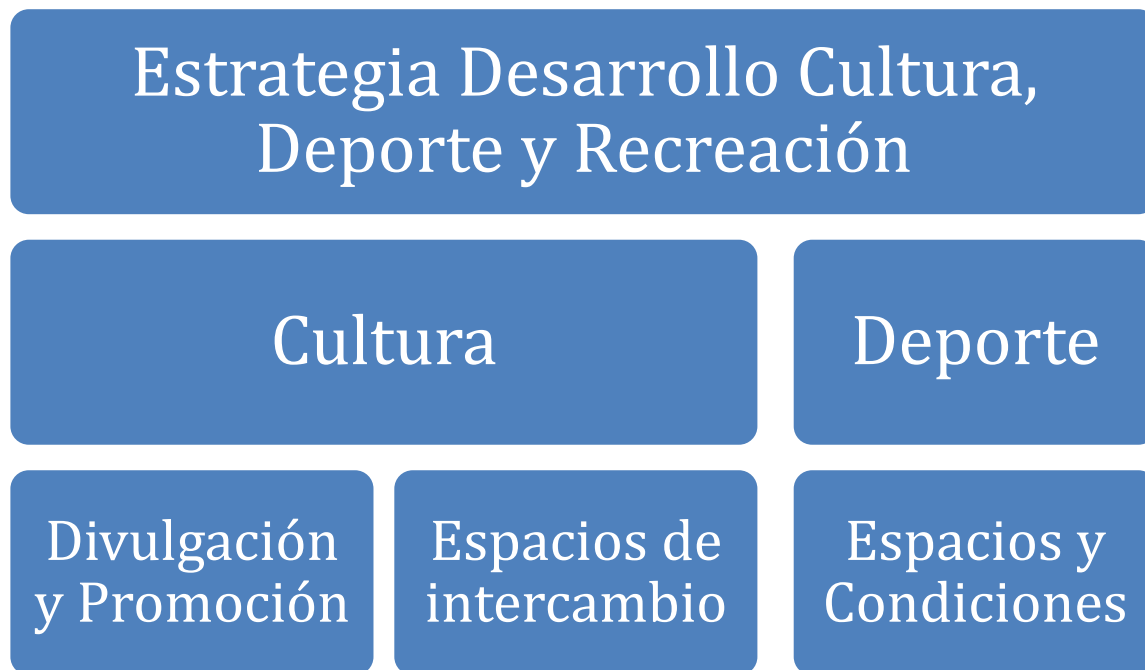 Estrategia Desarrollo Cultura,
Deporte y Recreación
Cultura
Deporte
Divulgación
y Promoción
Espacios de
intercambio
Espacios y
Condiciones